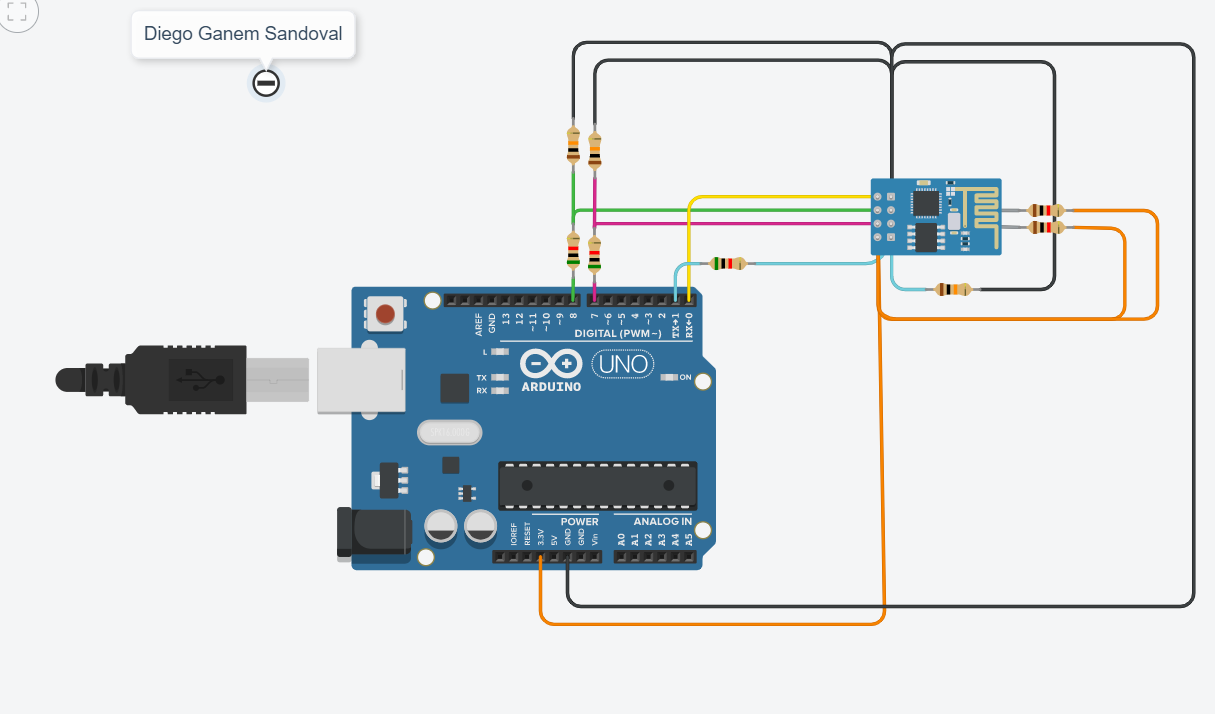 Diego Ganem Sandoval
AREF
GND
13
12
~11
~10
~9
8
7
~6
~5
4
~3
2
TX→1
RX←0
DIGITAL (PWM~)
L
TX
RX
UNO
ON
ARDUINO
POWER
ANALOG IN
IOREF
RESET
3.3V
5V
GND
GND
Vin
A0
A1
A2
A3
A4
A5